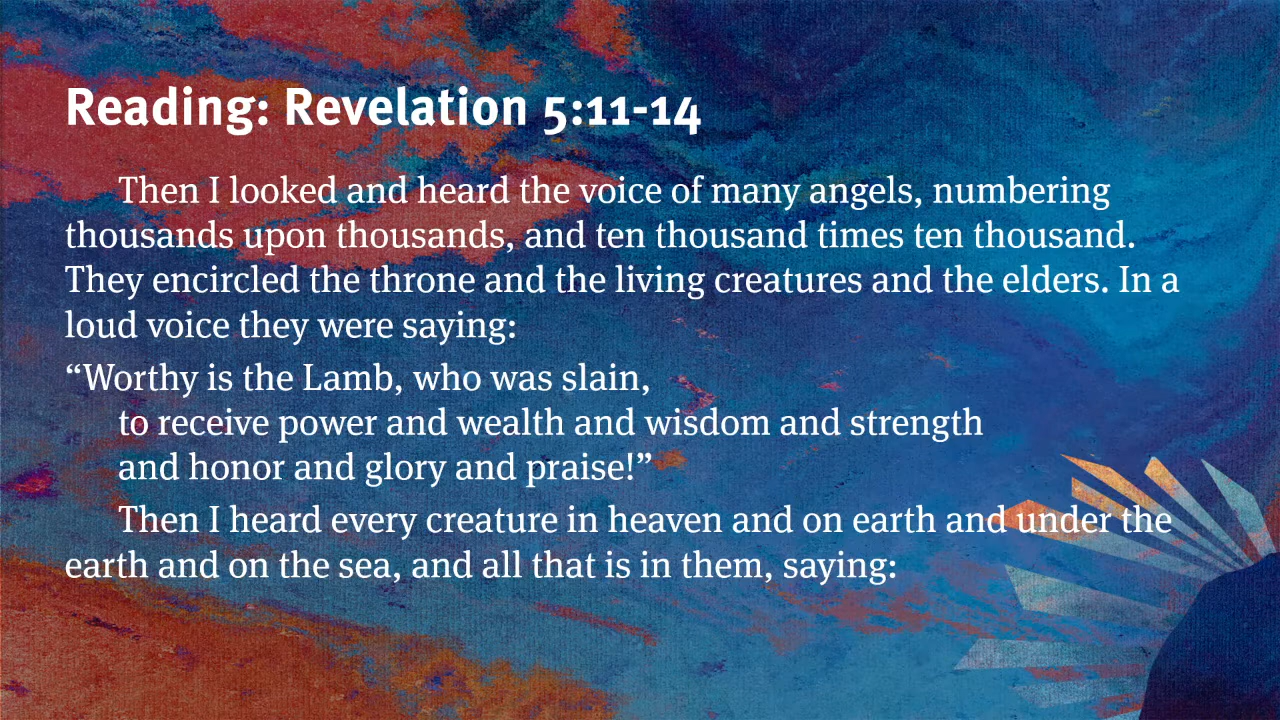 Reading: Revelation 5:11-14
Then I looked and heard the voice of many angels, numbering
thousands upon thousands, and ten thousand times ten thousand.
They encircled the throne and the living creatures and the elders. In a
loud voice they were saying:
“Worthy is the Lamb, who was slain,
to receive power and wealth and wisdom and strength
and honor and glory and praise!”
Then I heard every creature in heaven and on earth and under the
earth and on the sea, and all that is in them, saying: